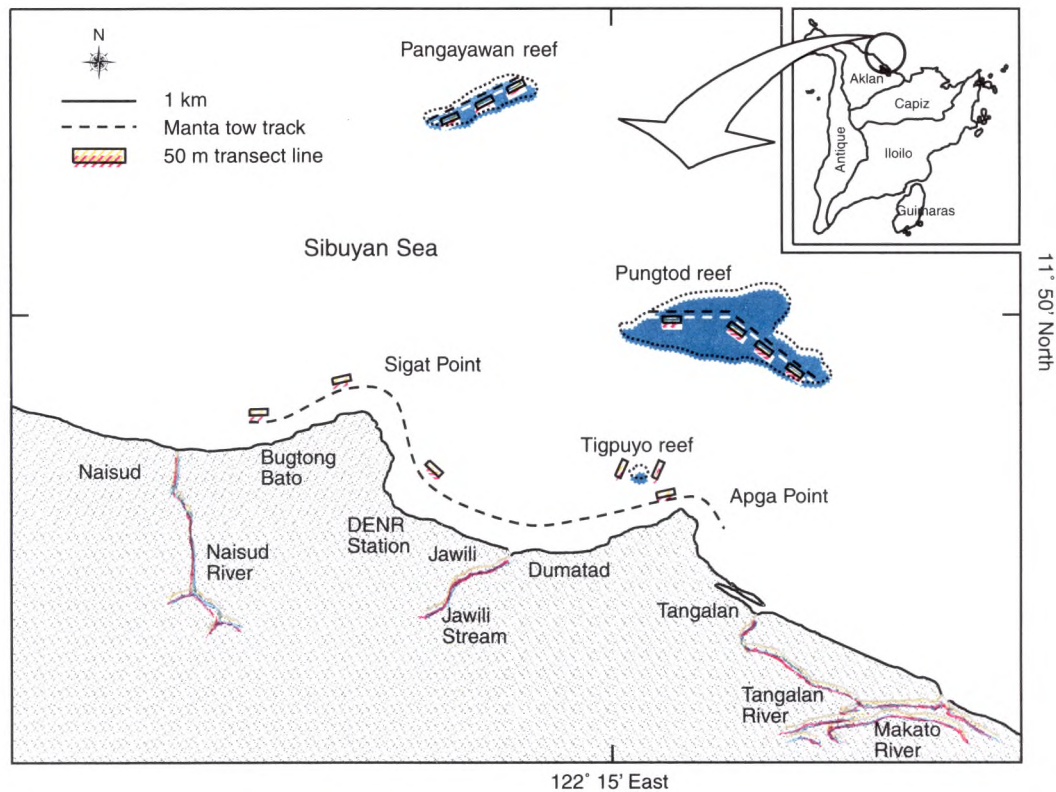 N
1 km
Manta tow track
50 m transect line
Pangayawan reef
Aklan
Capiz
Antique
Iloilo
Guimaras
Sibuyan Sea
Pungtod reef
11° 50' North
Sigat Point
Tigpuyo reef
Naisud
Bugtong
Bato
Apga Point
DENR
Station
Naisud
River
Jawili
Dumatad
Jawili
Stream
Tangalan
Tangalan
River
Makato
River
122° 15' East